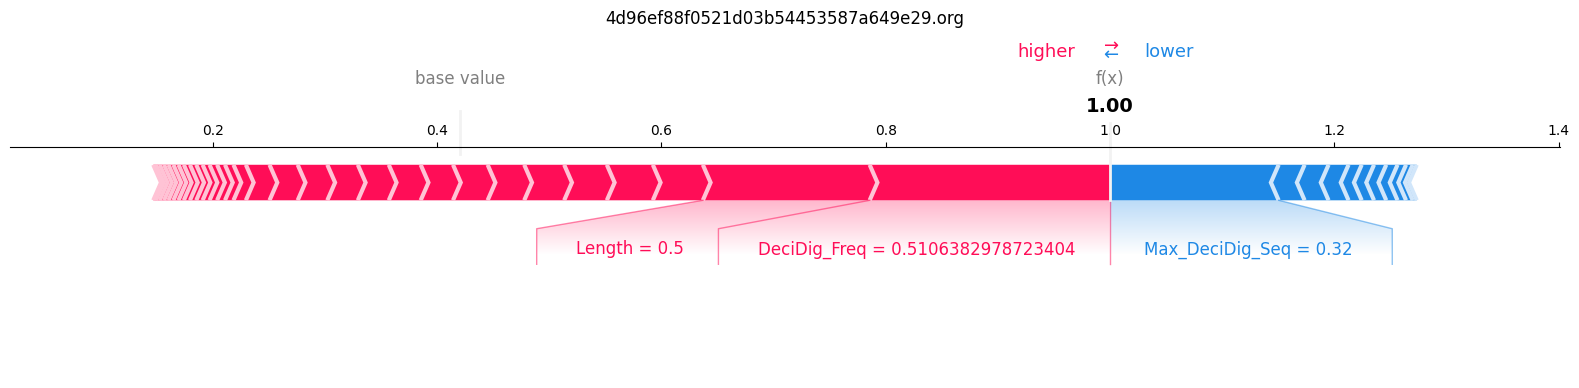 4d96ef88f0521d03b54453587a649e29.org
higher ⇄ lower
base value f(x)
1.00
0.2 0.4 0.6 0.8 1.0 1.2 1.4
Length = 0.5 DeciDig_Freq = 0.5106382978723404 Max_DeciDig_Seq = 0.32